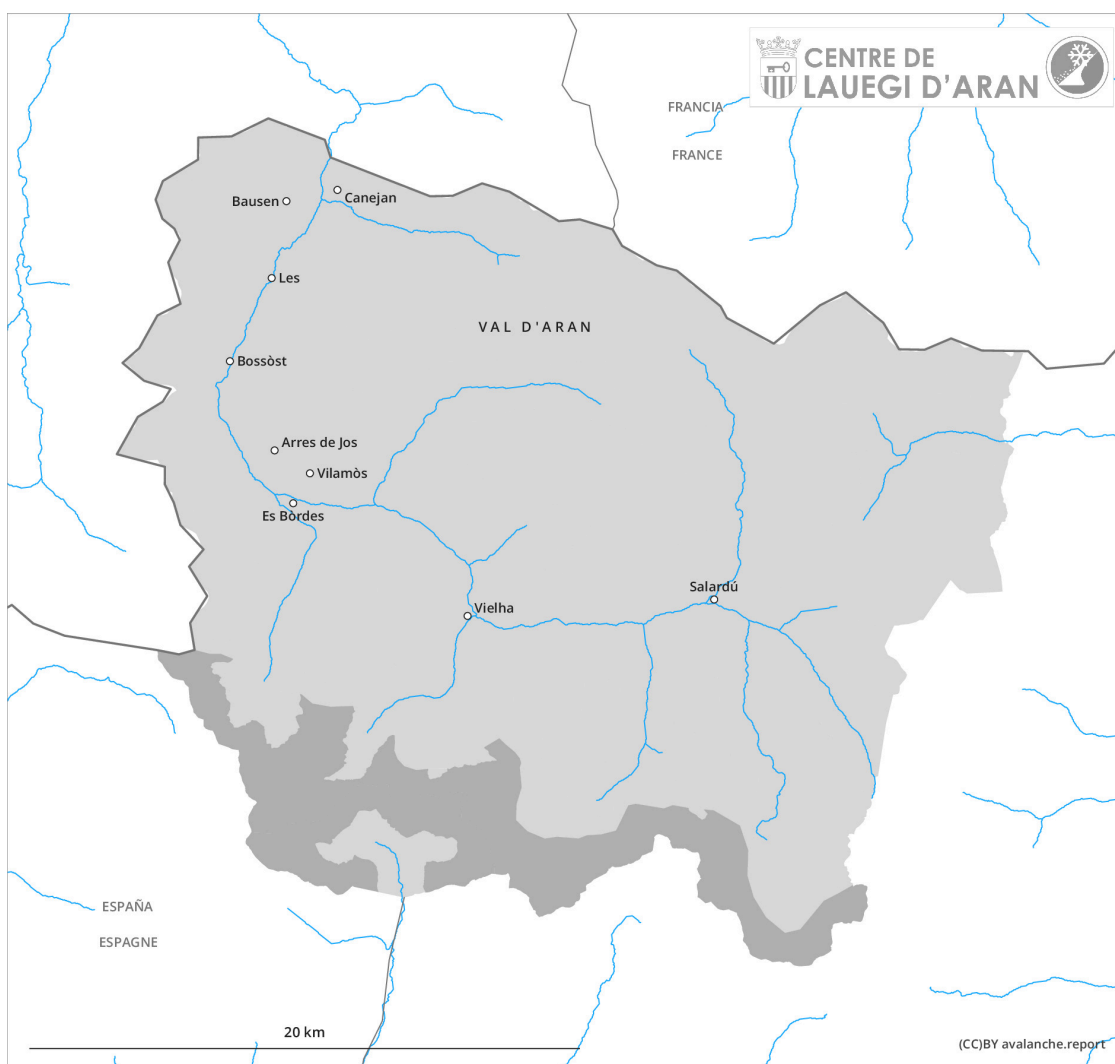 CENTRE DE
LAUEGI D'ARAN
FRANCIA
FRANCE
Canejan
Bausen
Les
VAL D'ARAN
Bossòst
Arres de Jos
Vilamòs
Es Bòrdes
Salardú
Vielha
ESPAÑA
ESPAGNE
20 km
(CC)BY avalanche.report